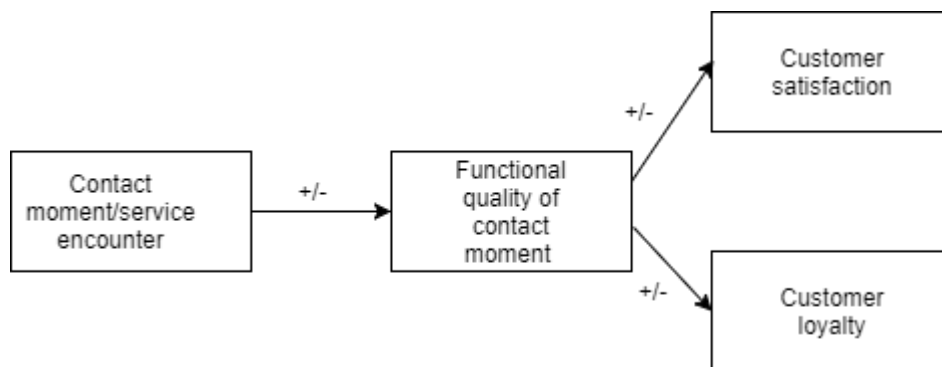 Contact
moment/service
encounter
+/-
Functional
quality of
contact
moment
+/-
Customer
satisfaction
+/-
Customer
loyalty